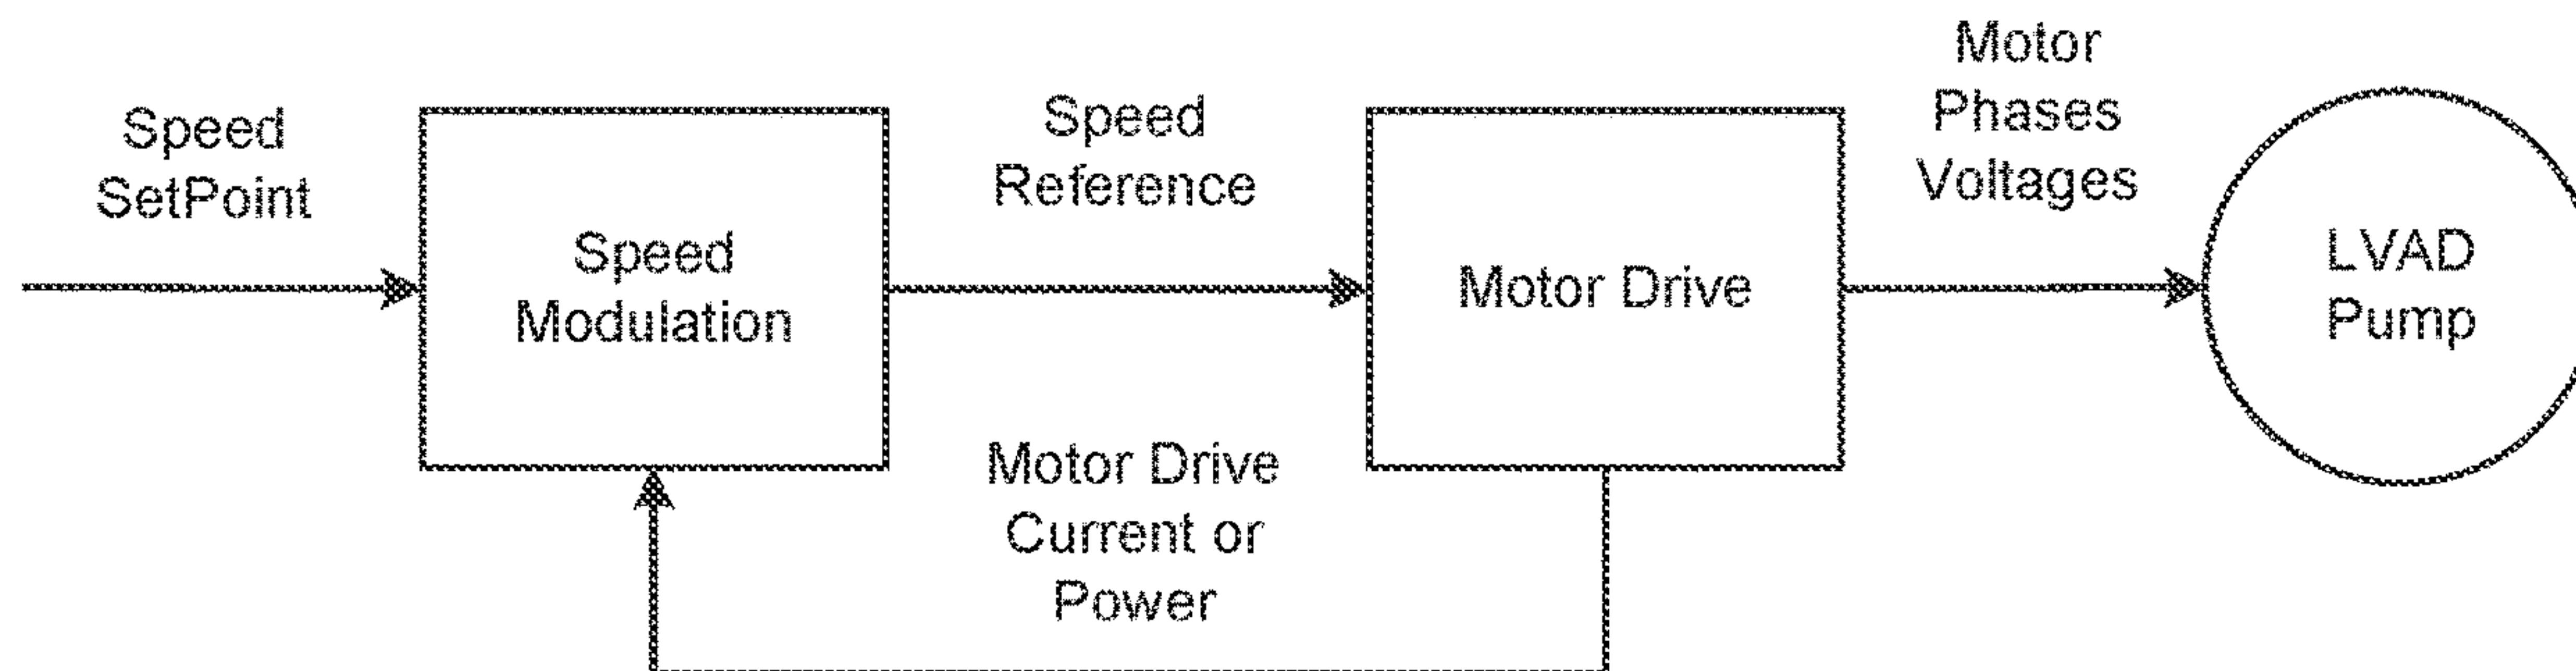 Speed
SetPoint
Speed
Modulation
Speed
Reference
Motor Drive
Current or
Power
Motor Drive
Motor
Phases
Voltages
LVAD
Pump